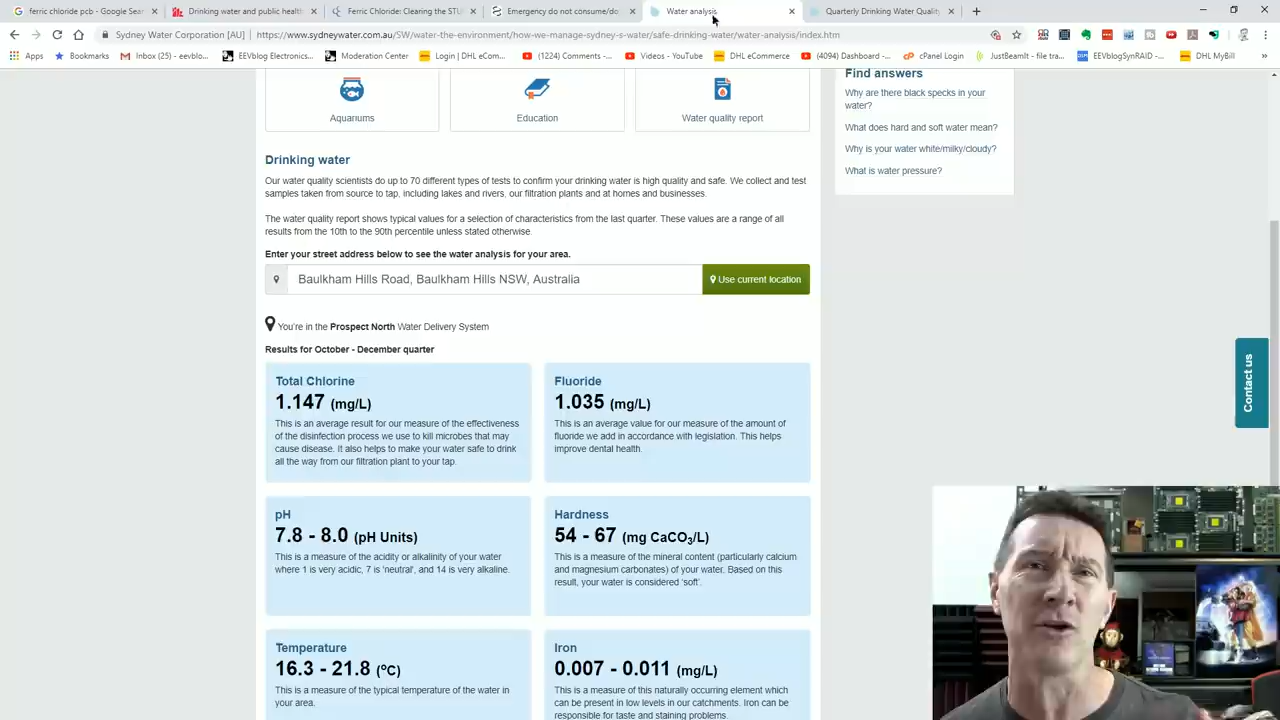 ferric chloride pcb - Google Sear
Drinking water and public health
Ferric Chloride: Clearing the STU
Emergency do not consume/do
Water analysis
Quarterly Drinking Water Quality
Sydney Water Corporation [AU] | https://www.sydneywater.com.au/SW/water-the-environment/how-we-manage-sydney-s-water/safe-drinking-water/water-analysis/index.htm
Apps
Bookmarks
Inbox (25) - eevblo...
EEVblog Electronics...
Moderation Center
Login | DHL eCom...
(1224) Comments -...
Videos - YouTube
DHL eCommerce
(4094) Dashboard -...
cPanel Login
JustBeamIt - file tra...
EEVblogSynRAID -...
DHL MyBill
»
Aquariums
Education
Water quality report
Find answers
Why are there black specks in your
water?
What does hard and soft water mean?
Why is your water white/milky/cloudy?
What is water pressure?
Drinking water
Our water quality scientists do up to 70 different types of tests to confirm your drinking water is high quality and safe. We collect and test
samples taken from source to tap, including lakes and rivers, our filtration plants and at homes and businesses.
The water quality report shows typical values for a selection of characteristics from the last quarter. These values are a range of all
results from the 10th to the 90th percentile unless stated otherwise.
Enter your street address below to see the water analysis for your area.
Baulkham Hills Road, Baulkham Hills NSW, Australia
Use current location
You're in the Prospect North Water Delivery System
Results for October - December quarter
Total Chlorine
1.147 (mg/L)
This is an average result for our measure of the effectiveness
of the disinfection process we use to kill microbes that may
cause disease. It also helps to make your water safe to drink
all the way from our filtration plant to your tap.
Fluoride
1.035 (mg/L)
This is an average value for our measure of the amount of
fluoride we add in accordance with legislation. This helps
improve dental health.
pH
7.8 - 8.0 (pH Units)
This is a measure of the acidity or alkalinity of your water
where 1 is very acidic, 7 is 'neutral', and 14 is very alkaline.
Hardness
54 - 67 (mg CaCO₃/L)
This is a measure of the mineral content (particularly calcium
and magnesium carbonates) of your water. Based on this
result, your water is considered 'soft'.
Temperature
16.3 - 21.8 (ºC)
This is a measure of the typical temperature of the water in
your area.
Iron
0.007 - 0.011 (mg/L)
This is a measure of this naturally occurring element which
can be present in low levels in our catchments. Iron can be
responsible for taste and staining problems.
Contact us